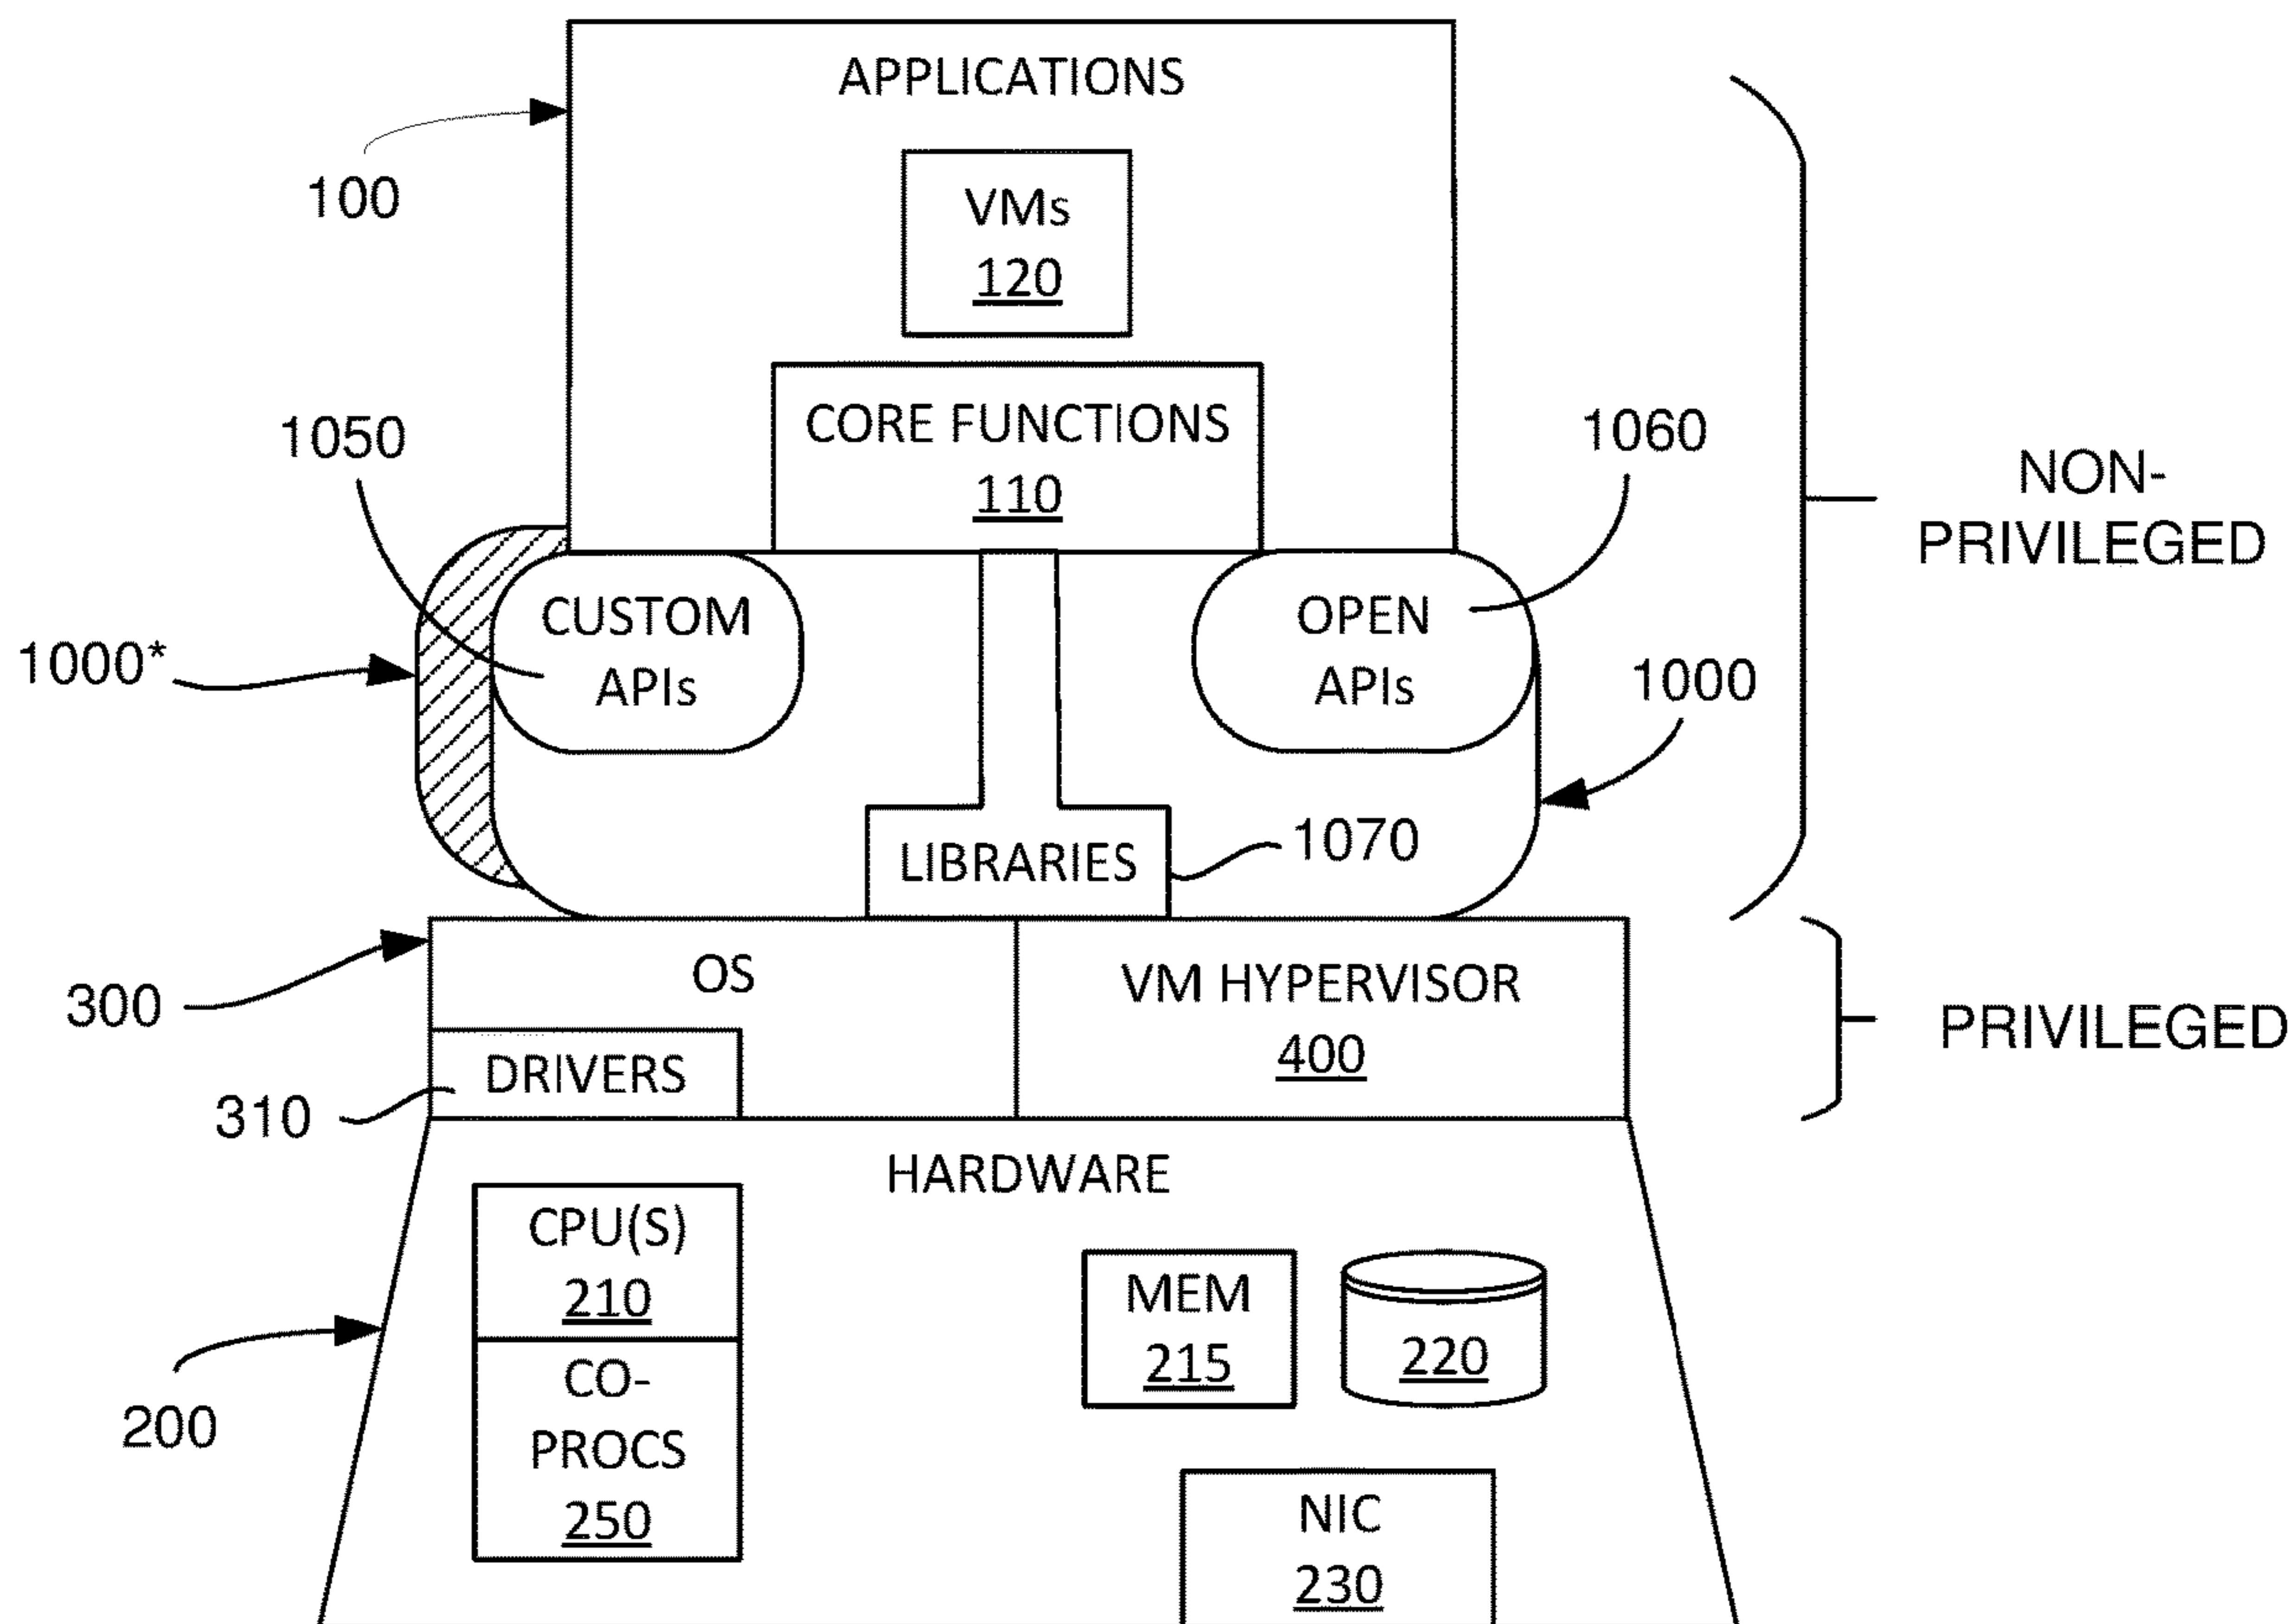 APPLICATIONS
100
VMs
120
CORE FUNCTIONS
110
1050
1060
NON-
PRIVILEGED
CUSTOM
APIs
OPEN
APIs
1000*
1000
LIBRARIES
1070
300
OS
VM HYPERVISOR
400
PRIVILEGED
DRIVERS
310
HARDWARE
CPU(S)
210
MEM
215
220
200
CO-
PROCS
250
NIC
230